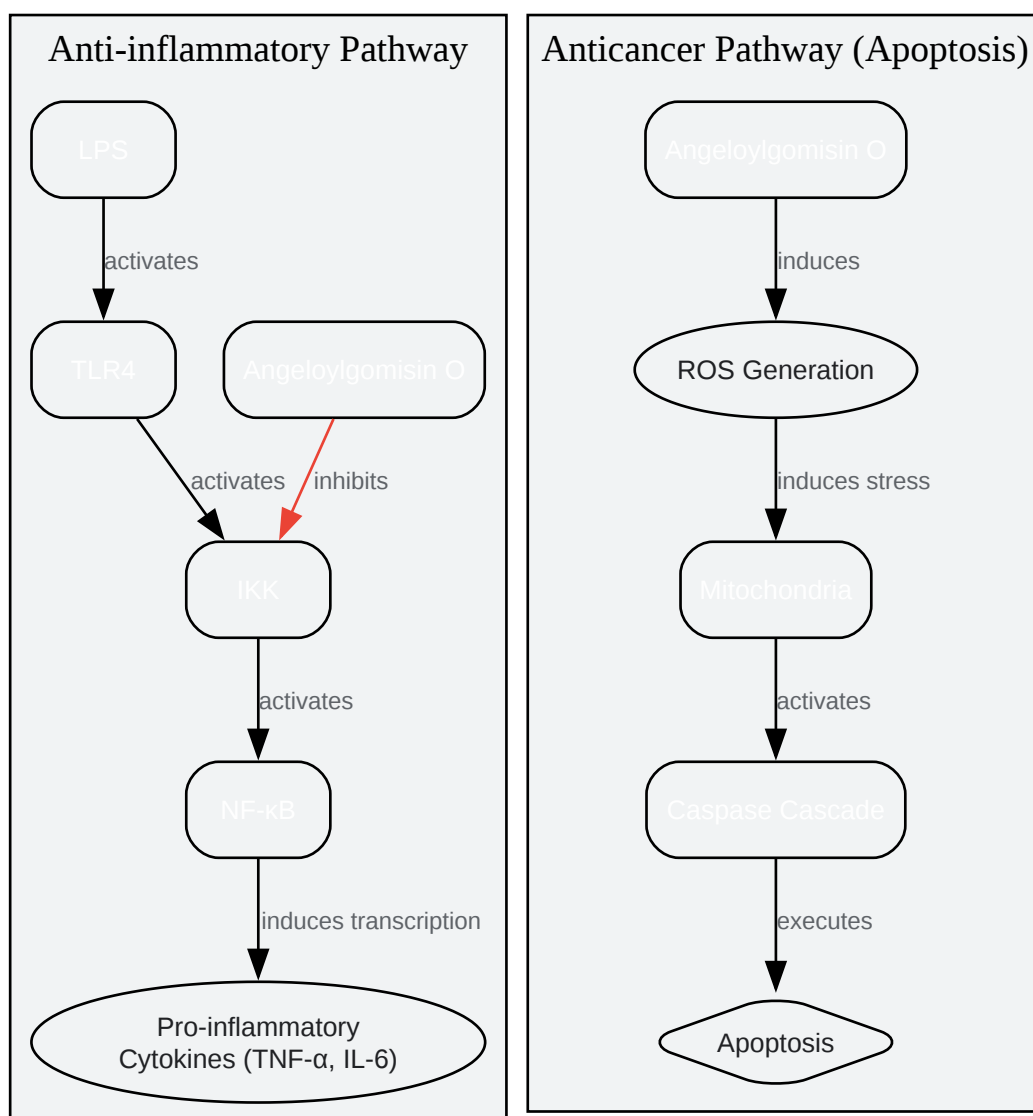 Anti-inflammatory Pathway
LPS
activates
TLR4
Angeloylgomisin O
activates
inhibits
IKK
activates
NF-κB
induces transcription
Pro-inflammatory
Cytokines (TNF-α, IL-6)
Anticancer Pathway (Apoptosis)
Angeloylgomisin O
induces
ROS Generation
induces stress
Mitochondria
activates
Caspase Cascade
executes
Apoptosis